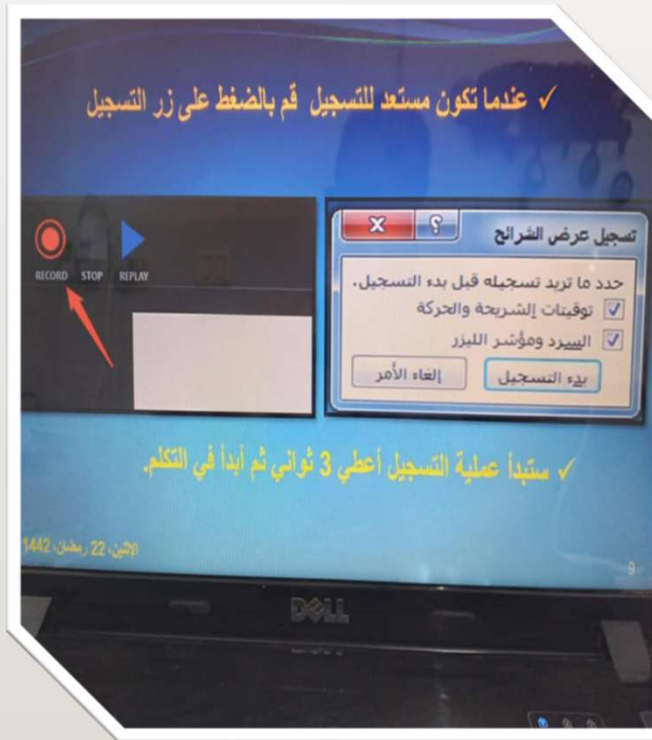 ✓ عندما تكون مستعد للتسجيل قم بالضغط على زر التسجيل
تسجيل عرض الشرائح
حدد ما تريد تسجيله قبل بدء التسجيل.
توقيتات الشريحة والحركة
السرد ومؤشر الليزر
بدء التسجيل
إلغاء الأمر
RECORD STOP REPLAY
✓ ستبدأ عملية التسجيل أعطي 3 ثواني ثم أبدأ في التكلم.
الإثنين، 22 رمضان، 1442
9
DELL